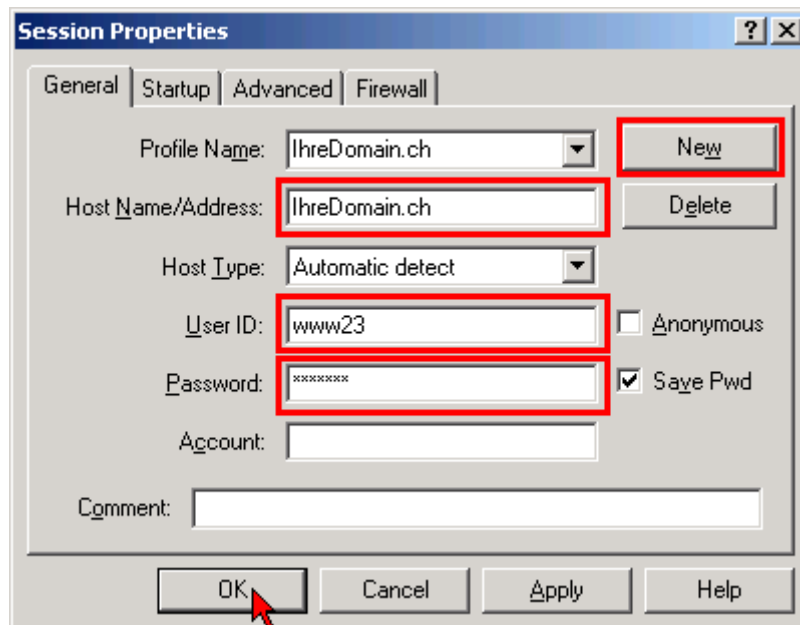 Session Properties
General Startup Advanced Firewall
Profile Name: IhreDomain.ch New
Host Name/Address: IhreDomain.ch Delete
Host Type: Automatic detect
User ID: www23 Anonymous
Password: ******* Save Pwd
Account:
Comment:
OK Cancel Apply Help